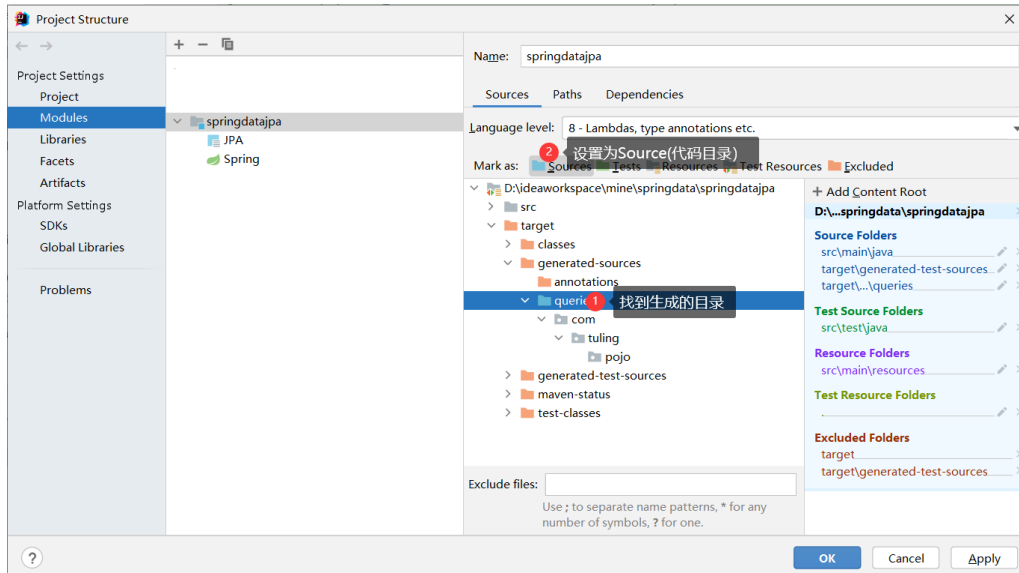 Project Structure
Project Settings
Project
Modules
Libraries
Facets
Artifacts
Platform Settings
SDKs
Global Libraries
Problems
springdatajpa
JPA
Spring
Name: springdatajpa
Sources Paths Dependencies
Language level: 8 - Lambdas, type annotations etc.
2 设置为Source(代码目录)
Mark as: Sources Tests Resources Test Resources Excluded
D:\ideaworkspace\mine\springdata\springdatajpa
src
target
classes
generated-sources
annotations
queries 1 找到生成的目录
com
tuling
pojo
generated-test-sources
maven-status
test-classes
Exclude files:
Use ; to separate name patterns, * for any
number of symbols, ? for one.
+ Add Content Root
D:\...springdata\springdatajpa
Source Folders
src\main\java
target\generated-test-sources
target\...\queries
Test Source Folders
src\test\java
Resource Folders
src\main\resources
Test Resource Folders
.
Excluded Folders
target
target\generated-test-sources
?
OK Cancel Apply